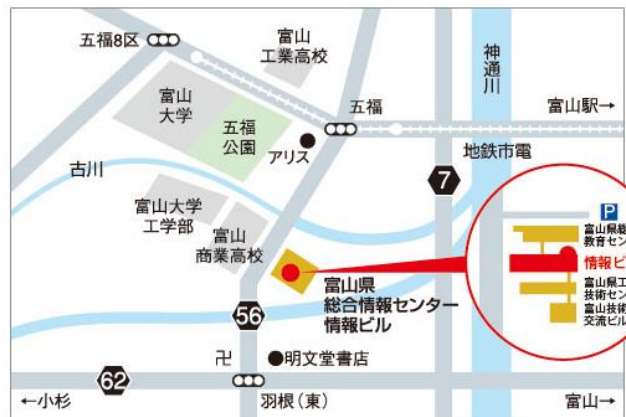 五福8区
富山
工業高校
神
通
川
富山
大学
五福
公園
五福
富山駅→
アリス
地鉄市電
古川
7
富山大学
工学部
富山
商業高校
P
富山県総
教育セン
情報ビ
富山県工
技術セン
富山技術
交流ビル
富山県
総合情報センター
情報ビル
56
卍
●明文堂書店
62
←小杉
羽根(東)
富山→